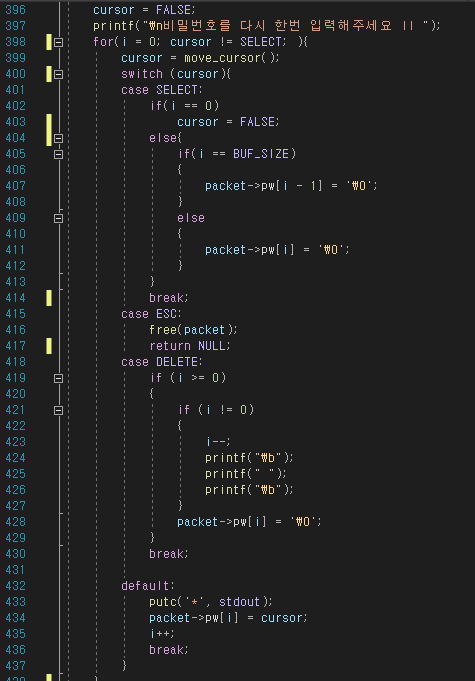 396 cursor = FALSE;
397 printf("₩n비밀번호를 다시 한번 입력해주세요 || ");
398 for(i = 0; cursor != SELECT; ){
399 cursor = move_cursor();
400 switch (cursor){
401 case SELECT:
402 if(i == 0)
403 cursor = FALSE;
404 else{
405 if(i == BUF_SIZE)
406 {
407 packet->pw[i - 1] = '₩0';
408 }
409 else
410 {
411 packet->pw[i] = '₩0';
412 }
413 }
414 break;
415 case ESC:
416 free(packet);
417 return NULL;
418 case DELETE:
419 if (i >= 0)
420 {
421 if (i != 0)
422 {
423 i--;
424 printf("₩b");
425 printf(" ");
426 printf("₩b");
427 }
428 packet->pw[i] = '₩0';
429 }
430 break;
431
432 default:
433 putc('*', stdout);
434 packet->pw[i] = cursor;
435 i++;
436 break;
437 }